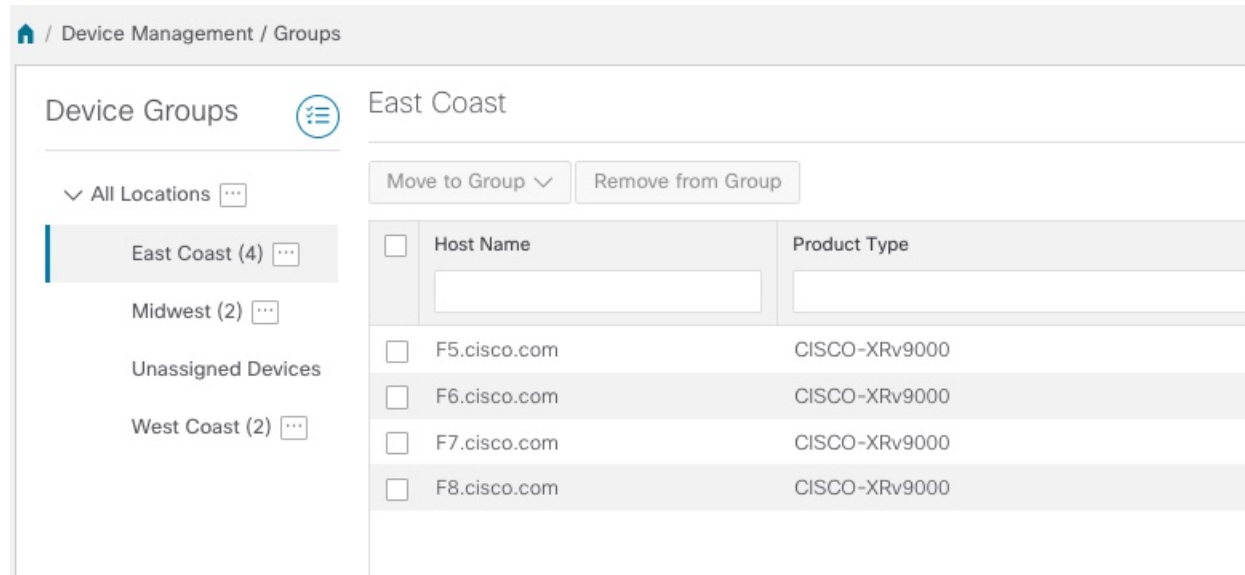 / Device Management / Groups
Device Groups
All Locations
East Coast (4)
Midwest (2)
Unassigned Devices
West Coast (2)
East Coast
Move to Group
Remove from Group
Host Name Product Type
F5.cisco.com CISCO-XRv9000
F6.cisco.com CISCO-XRv9000
F7.cisco.com CISCO-XRv9000
F8.cisco.com CISCO-XRv9000